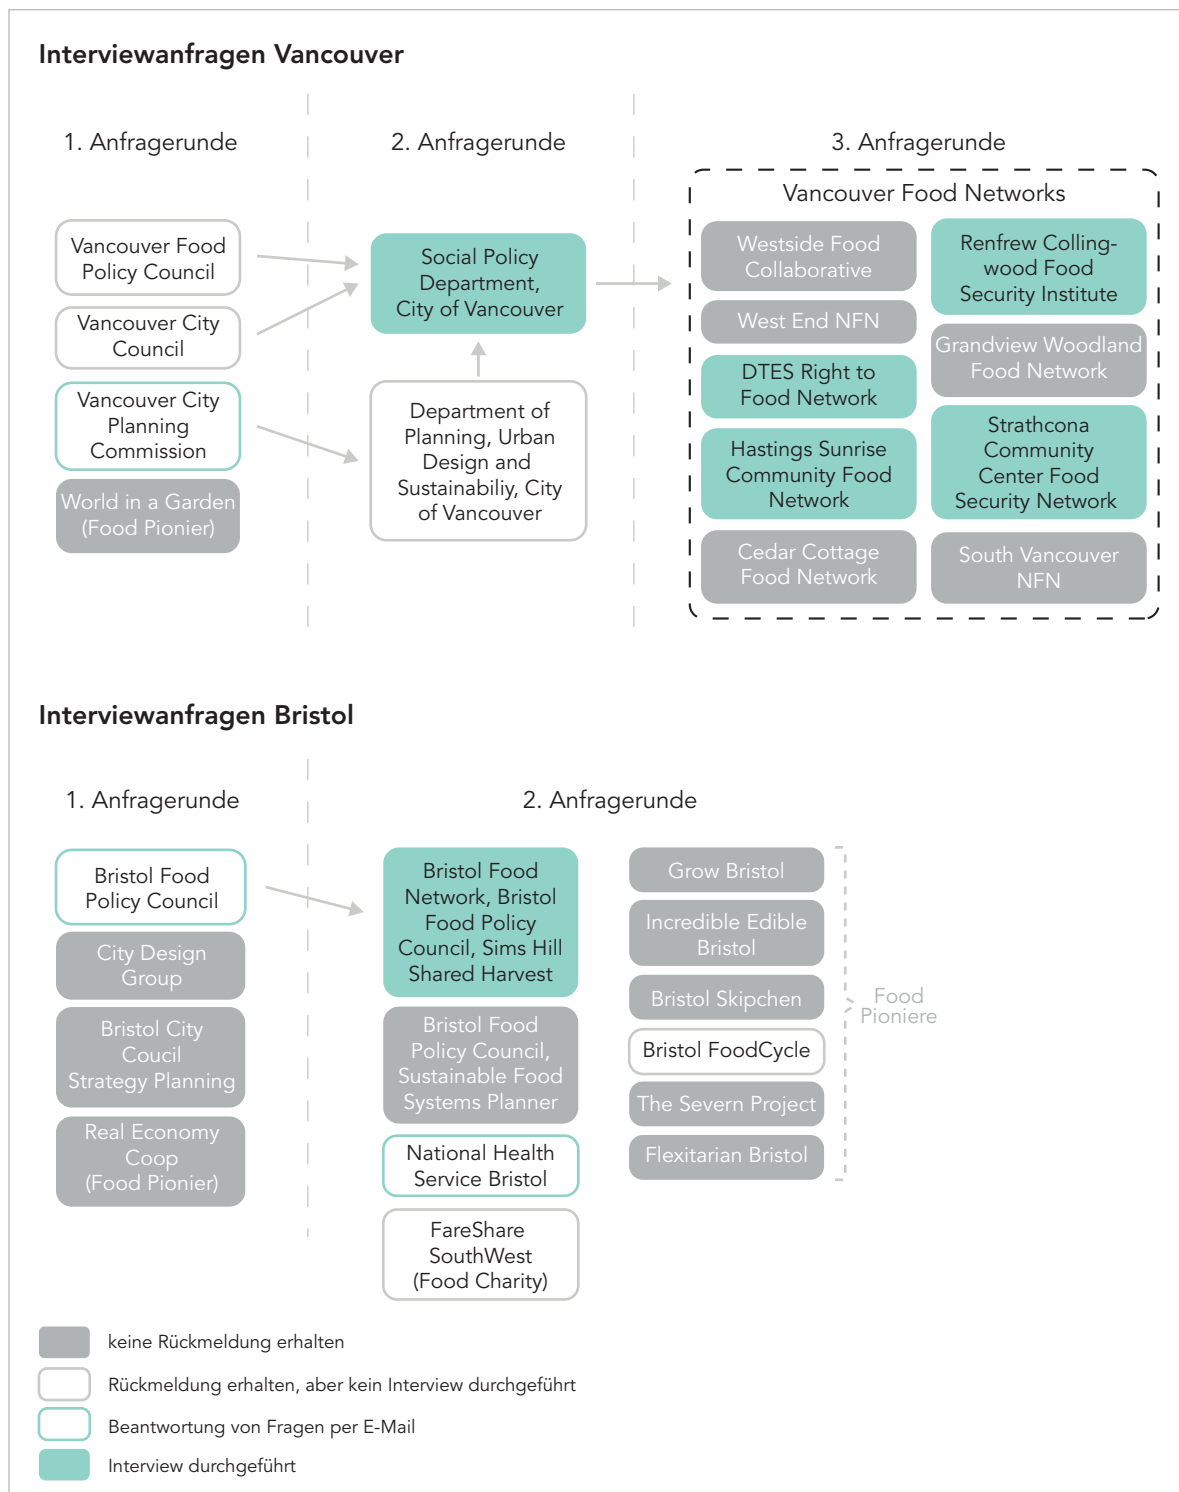 Interviewanfragen Vancouver
1. Anfragerunde
2. Anfragerunde
3. Anfragerunde
Vancouver Food
Policy Council
Vancouver City
Council
Vancouver City
Planning
Commission
World in a Garden
(Food Pionier)
Social Policy
Department,
City of Vancouver
Department of
Planning, Urban
Design and
Sustainabiliy, City
of Vancouver
Vancouver Food Networks
Westside Food
Collaborative
West End NFN
DTES Right to
Food Network
Hastings Sunrise
Community Food
Network
Cedar Cottage
Food Network
Renfrew Colling-
wood Food
Security Institute
Grandview Woodland
Food Network
Strathcona
Community
Center Food
Security Network
South Vancouver
NFN
Interviewanfragen Bristol
1. Anfragerunde
2. Anfragerunde
Bristol Food
Policy Council
City Design
Group
Bristol City
Coucil
Strategy Planning
Real Economy
Coop
(Food Pionier)
Bristol Food
Network, Bristol
Food Policy
Council, Sims Hill
Shared Harvest
Bristol Food
Policy Council,
Sustainable Food
Systems Planner
National Health
Service Bristol
FareShare
SouthWest
(Food Charity)
Grow Bristol
Incredible Edible
Bristol
Bristol Skipchen
Bristol FoodCycle
The Severn Project
Flexitarian Bristol
Food
Pioniere
keine Rückmeldung erhalten
Rückmeldung erhalten, aber kein Interview durchgeführt
Beantwortung von Fragen per E-Mail
Interview durchgeführt